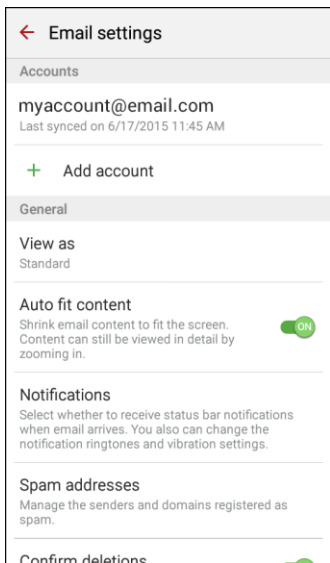 Email settings
Accounts
myaccount@email.com
Last synced on 6/17/2015 11:45 AM
+ Add account
General
View as
Standard
Auto fit content
Shrink email content to fit the screen.
Content can still be viewed in detail by
zooming in.
ON
Notifications
Select whether to receive status bar notifications
when email arrives. You also can change the
notification ringtones and vibration settings.
Spam addresses
Manage the senders and domains registered as
spam.
Confirm deletions